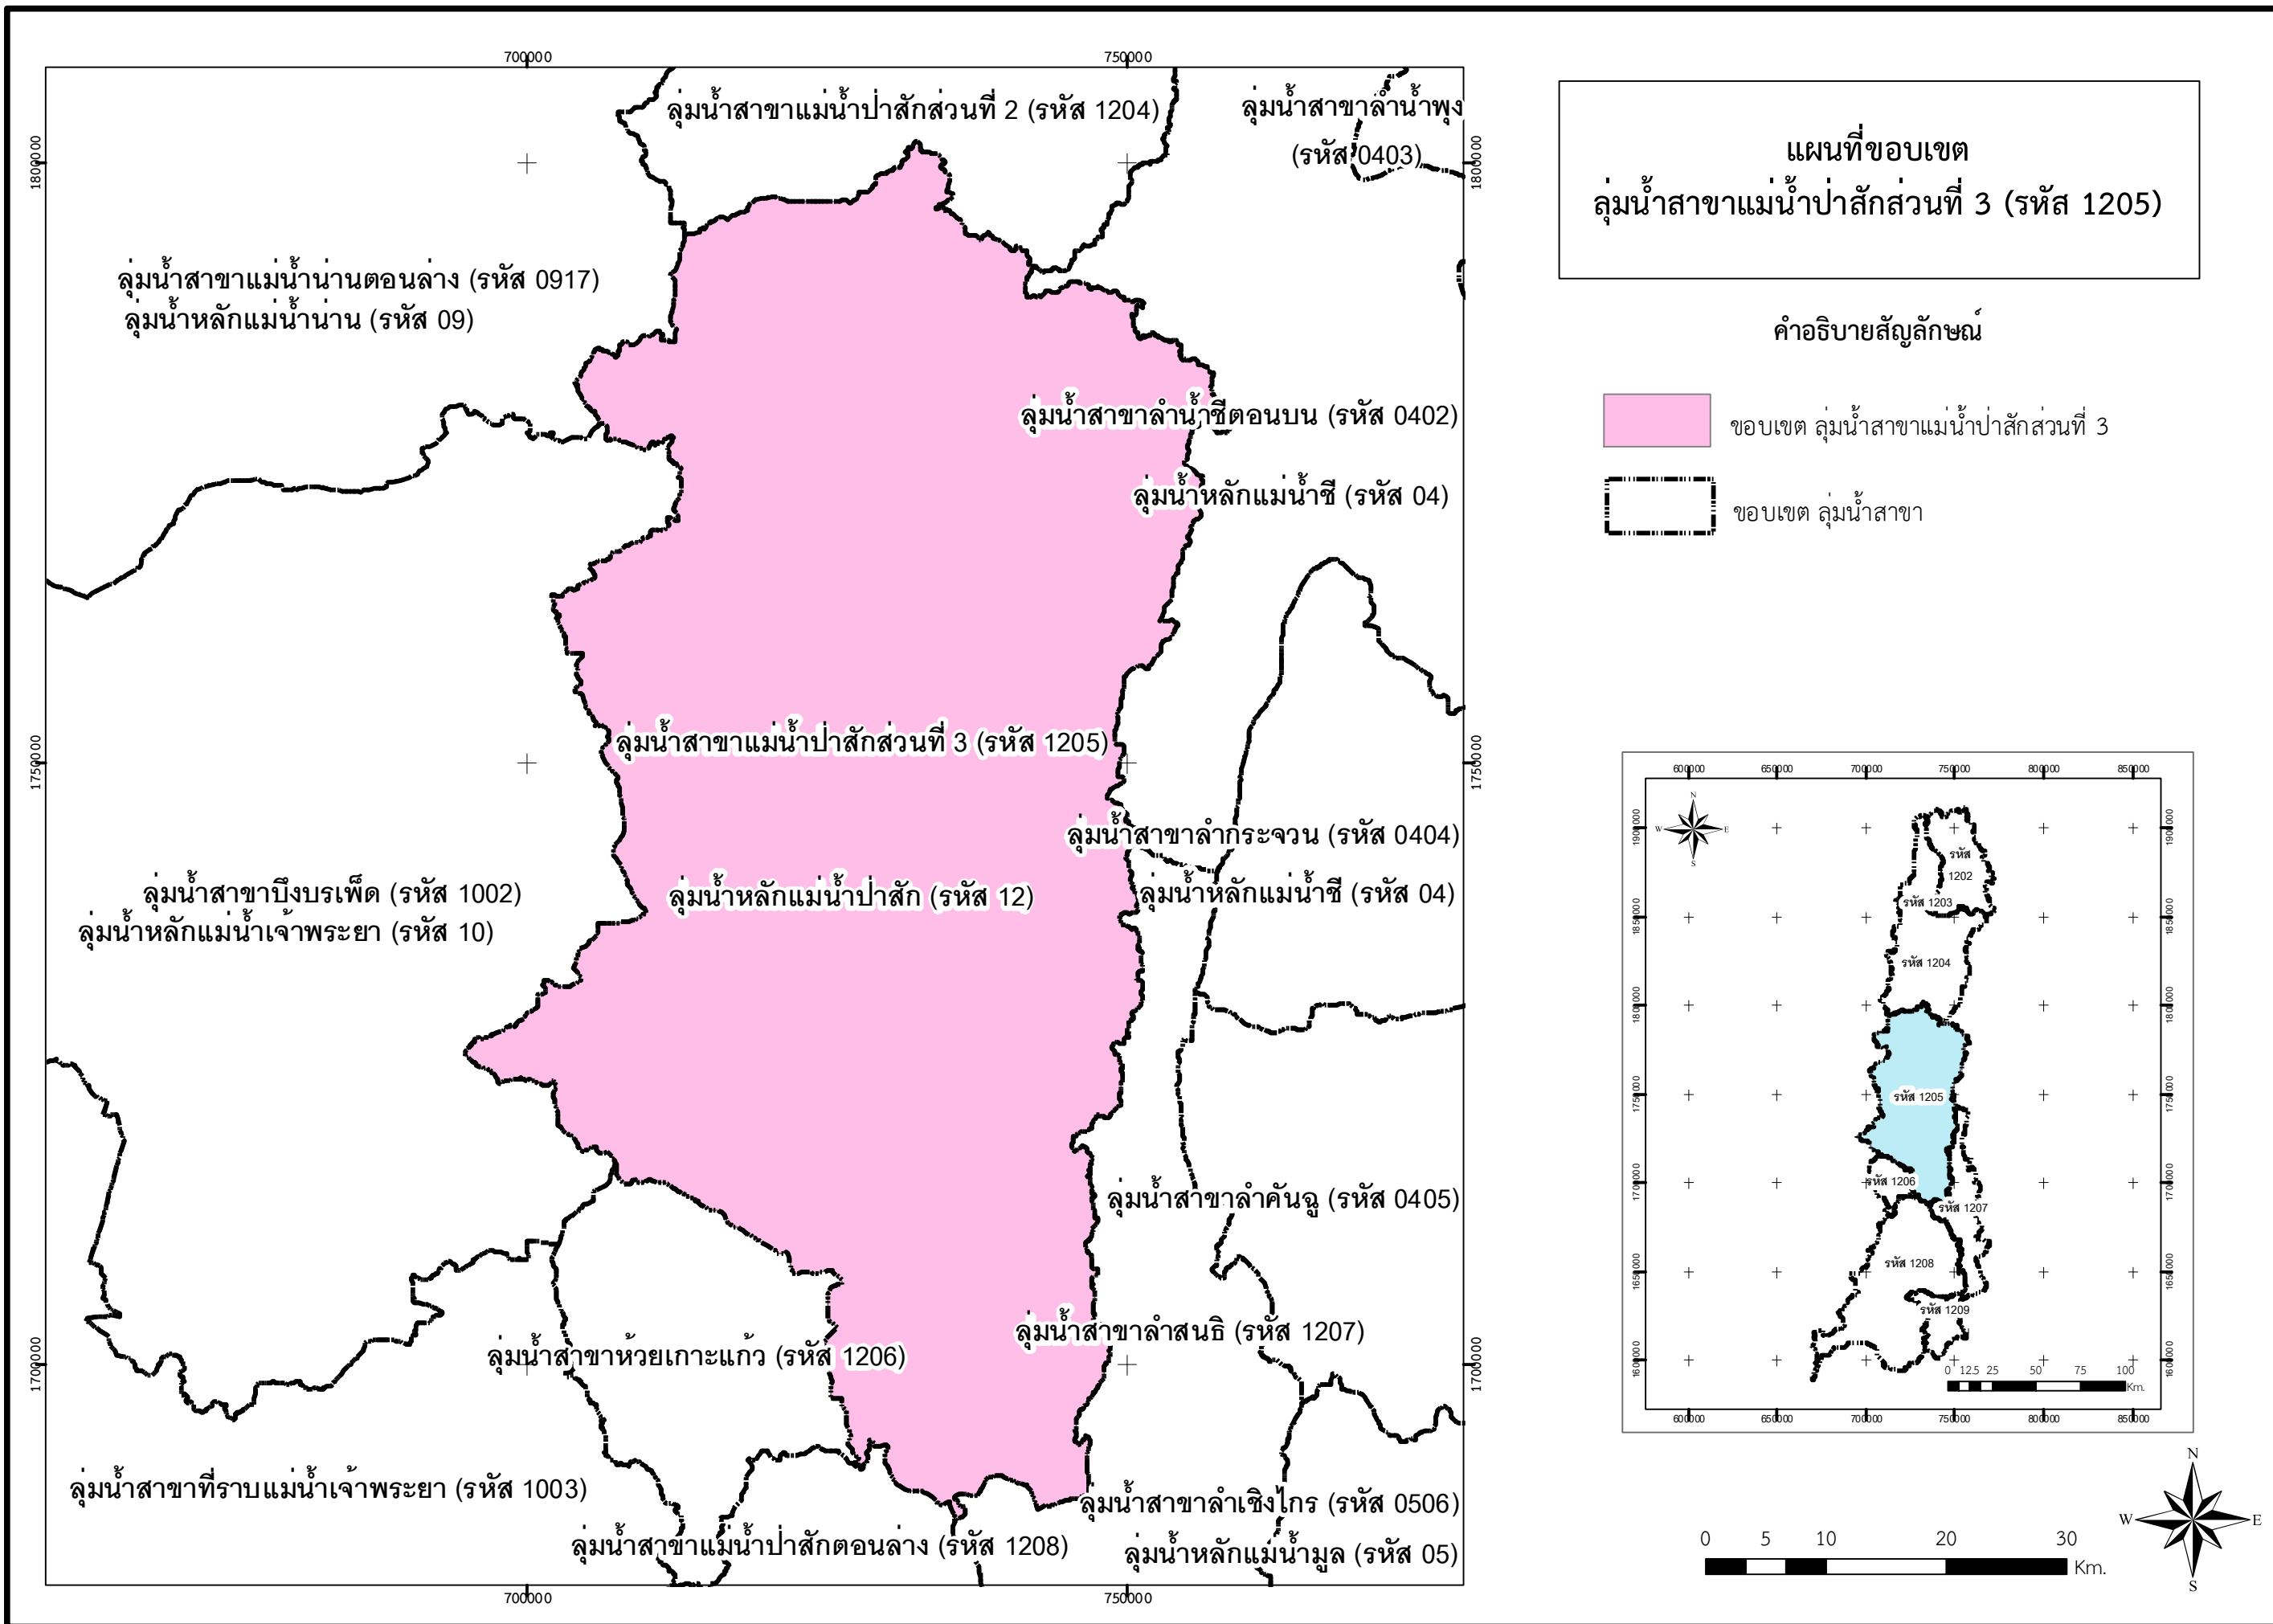 700000
750000
ลุ่มน้ำสาขาแม่น้ำป่าสักส่วนที่ 2 (รหัส 1204)
ลุ่มน้ำสาขาลำน้ำพุง
(รหัส 0403)
1800000
1800000
ลุ่มน้ำสาขาแม่น้ำน่านตอนล่าง (รหัส 0917)
ลุ่มน้ำหลักแม่น้ำน่าน (รหัส 09)
ลุ่มน้ำสาขาลำน้ำชีตอนบน (รหัส 0402)
ลุ่มน้ำหลักแม่น้ำชี (รหัส 04)
ลุ่มน้ำสาขาแม่น้ำป่าสักส่วนที่ 3 (รหัส 1205)
1750000
1750000
ลุ่มน้ำสาขาลำกระจวน (รหัส 0404)
ลุ่มน้ำหลักแม่น้ำชี (รหัส 04)
ลุ่มน้ำสาขาบึงบรเพ็ด (รหัส 1002)
ลุ่มน้ำหลักแม่น้ำเจ้าพระยา (รหัส 10)
ลุ่มน้ำหลักแม่น้ำป่าสัก (รหัส 12)
ลุ่มน้ำสาขาลำคันฉู (รหัส 0405)
ลุ่มน้ำสาขาลำสนธิ (รหัส 1207)
ลุ่มน้ำสาขาห้วยเกาะแก้ว (รหัส 1206)
1700000
1700000
ลุ่มน้ำสาขาที่ราบแม่น้ำเจ้าพระยา (รหัส 1003)
ลุ่มน้ำสาขาลำเชิงไกร (รหัส 0506)
ลุ่มน้ำสาขาแม่น้ำป่าสักตอนล่าง (รหัส 1208)
ลุ่มน้ำหลักแม่น้ำมูล (รหัส 05)
700000
750000
แผนที่ขอบเขต
ลุ่มน้ำสาขาแม่น้ำป่าสักส่วนที่ 3 (รหัส 1205)
คำอธิบายสัญลักษณ์
ขอบเขต ลุ่มน้ำสาขาแม่น้ำป่าสักส่วนที่ 3
ขอบเขต ลุ่มน้ำสาขา
600000 650000 700000 750000 800000 850000
N
W E
S
1900000
1900000
รหัส
1202
รหัส 1203
1850000
1850000
รหัส 1204
1800000
1800000
รหัส 1205
1750000
1750000
รหัส 1206
1700000
1700000
รหัส 1207
รหัส 1208
1650000
1650000
รหัส 1209
1600000
1600000
0 12.5 25 50 75 100
Km.
600000 650000 700000 750000 800000 850000
N
W E
S
0 5 10 20 30
Km.